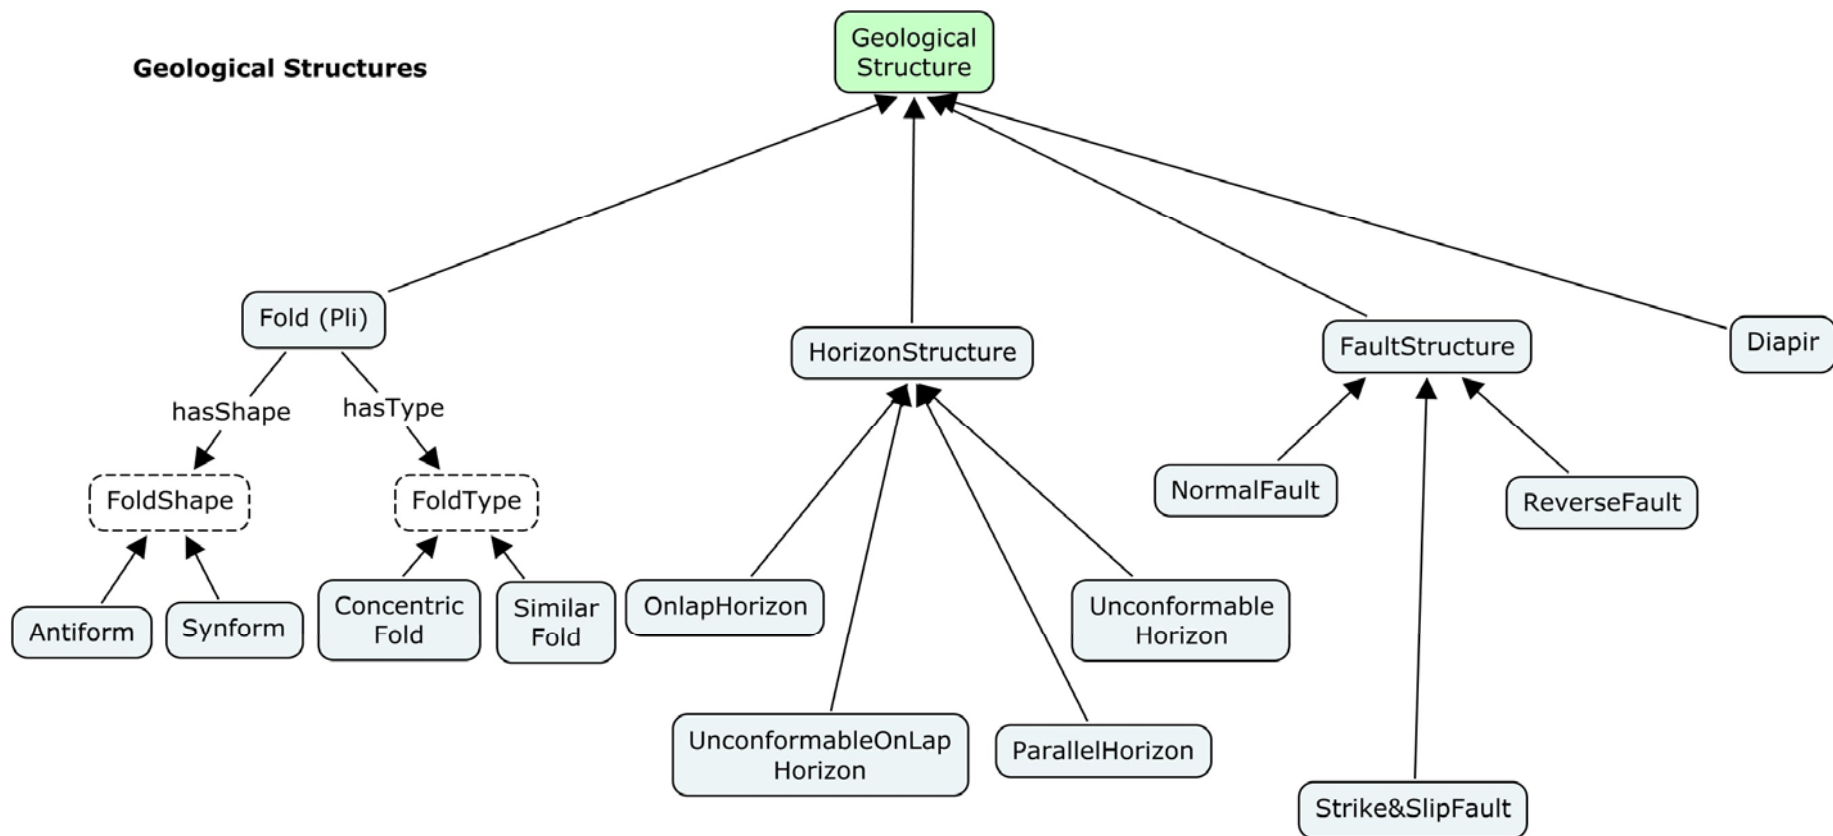 Geological
Structure
Geological Structures
Fold (Pli)
HorizonStructure
FaultStructure
Diapir
hasShape
hasType
FoldShape
FoldType
NormalFault
ReverseFault
Antiform
Synform
Concentric
Fold
Similar
Fold
OnlapHorizon
Unconformable
Horizon
UnconformableOnLap
Horizon
ParallelHorizon
Strike&SlipFault